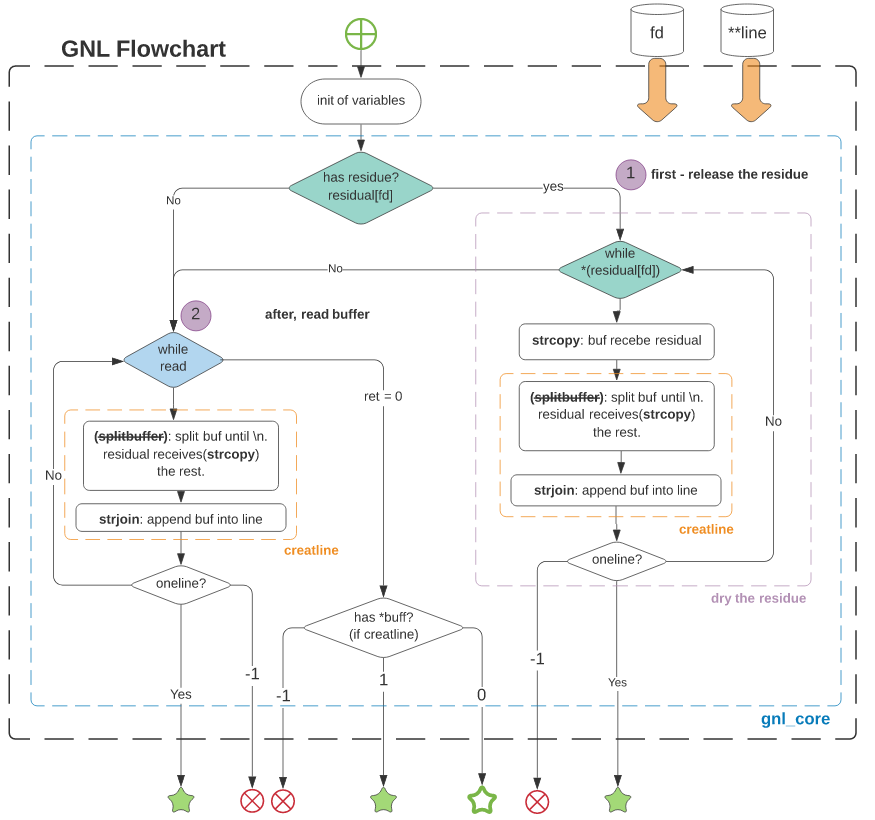 GNL Flowchart
fd
**line
init of variables
has residue?
residual[fd]
No
yes
1
first - release the residue
while
*(residual[fd])
No
2
after, read buffer
while
read
strcopy: buf recebe residual
ret = 0
(splitbuffer): split buf until \n.
residual receives(strcopy)
the rest.
No
(splitbuffer): split buf until \n.
residual receives(strcopy)
the rest.
No
strjoin: append buf into line
strjoin: append buf into line
creatline
creatline
oneline?
oneline?
dry the residue
has *buff?
(if creatline)
-1
-1
1
Yes
Yes
-1
0
gnl_core